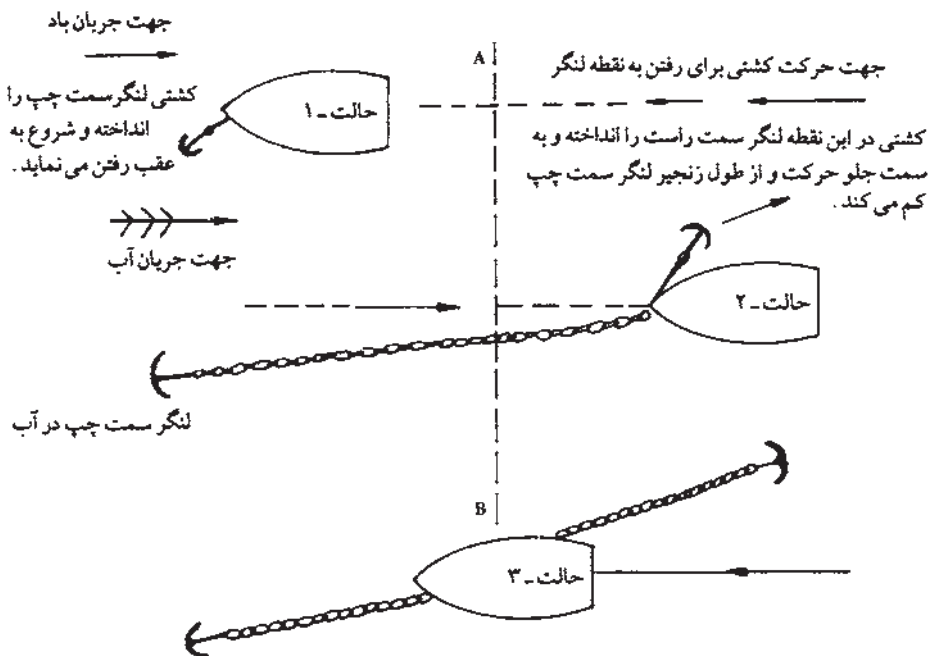 جهت جریان باد
A
جهت حرکت کشتی برای رفتن به نقطه لنگر
کشتی لنگر سمت چپ را
انداخته و شروع به
عقب رفتن می نماید.
حالت ـ ۱
کشتی در این نقطه لنگر سمت راست را انداخته و به
سمت جلو حرکت و از طول زنجیر لنگر سمت چپ
کم می کند.
جهت جریان آب
حالت ـ ۲
لنگر سمت چپ در آب
B
حالت ـ ۳